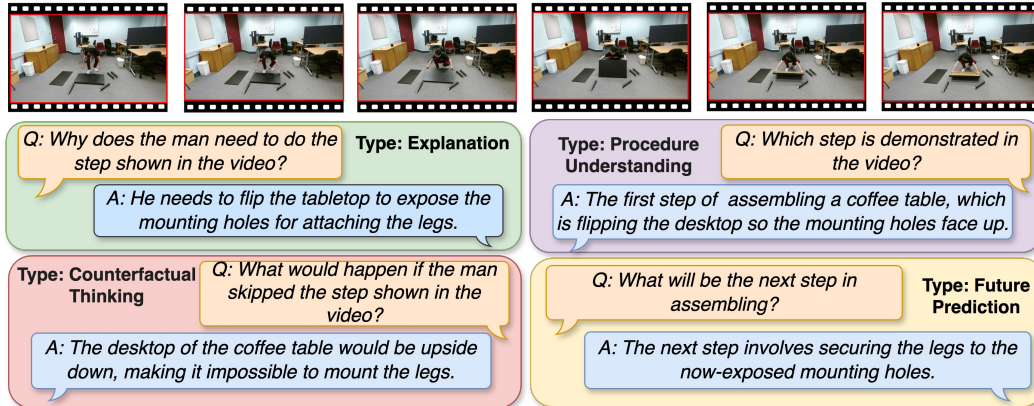 Q: Why does the man need to do the
step shown in the video?
Type: Explanation
A: He needs to flip the tabletop to expose the
mounting holes for attaching the legs.
Type: Procedure
Understanding
Q: Which step is demonstrated in
the video?
A: The first step of assembling a coffee table, which
is flipping the desktop so the mounting holes face up.
Type: Counterfactual
Thinking
Q: What would happen if the man
skipped the step shown in the
video?
A: The desktop of the coffee table would be upside
down, making it impossible to mount the legs.
Q: What will be the next step in
assembling?
Type: Future
Prediction
A: The next step involves securing the legs to the
now-exposed mounting holes.